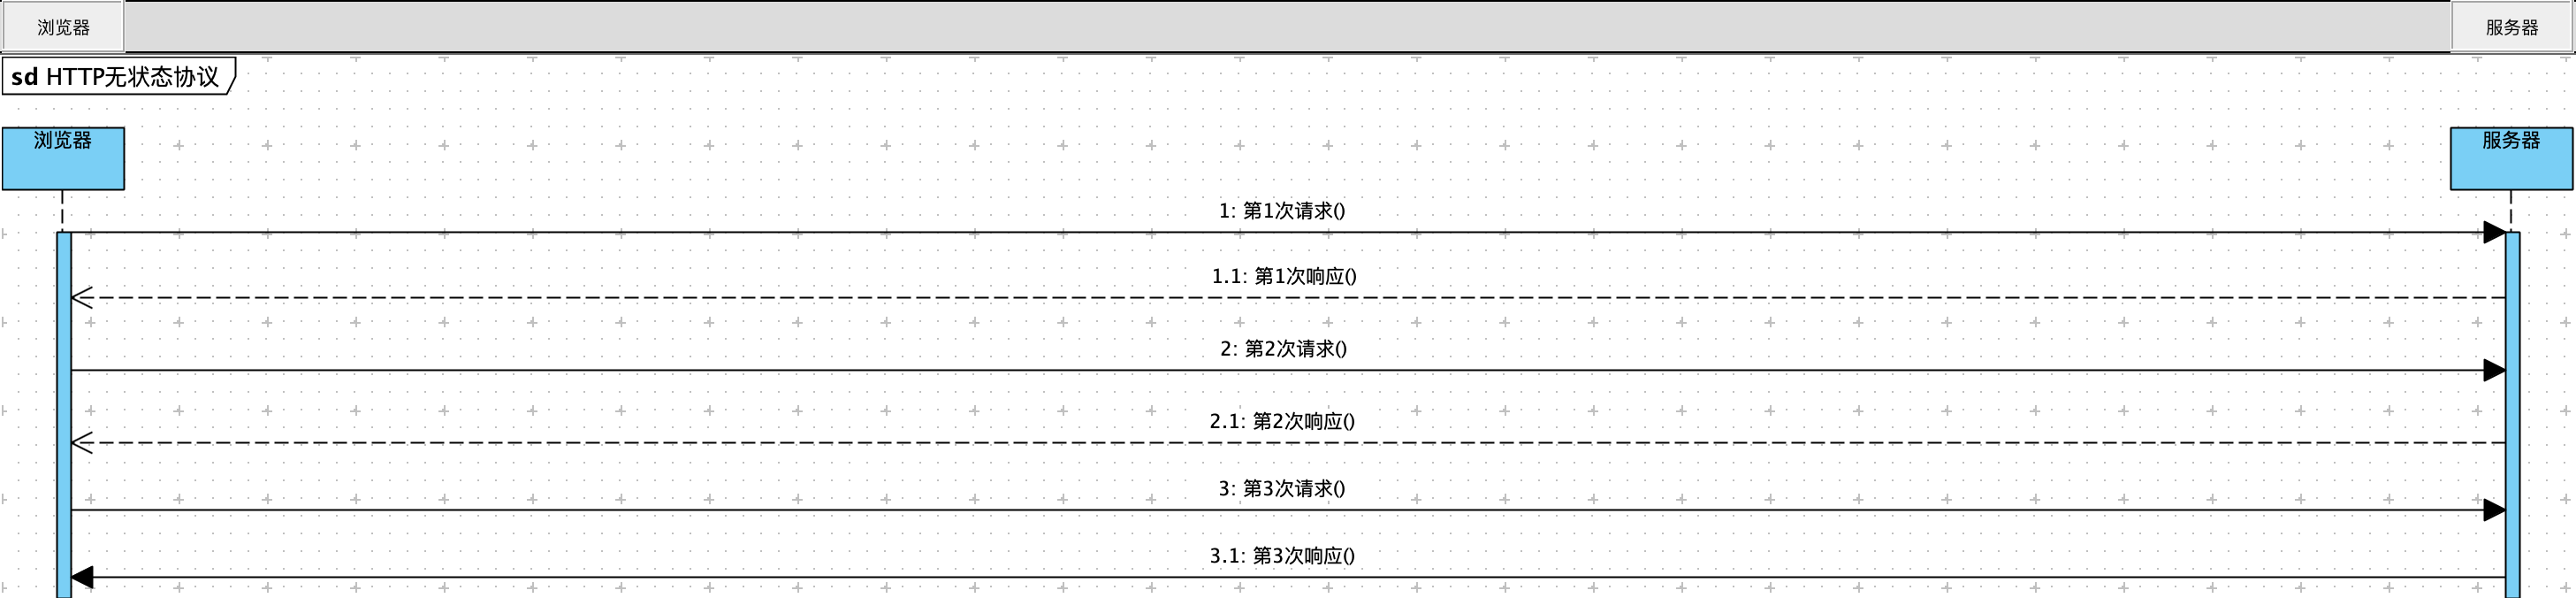 浏览器
服务器
sd HTTP无状态协议
浏览器
服务器
1: 第1次请求()
1.1: 第1次响应()
2: 第2次请求()
2.1: 第2次响应()
3: 第3次请求()
3.1: 第3次响应()